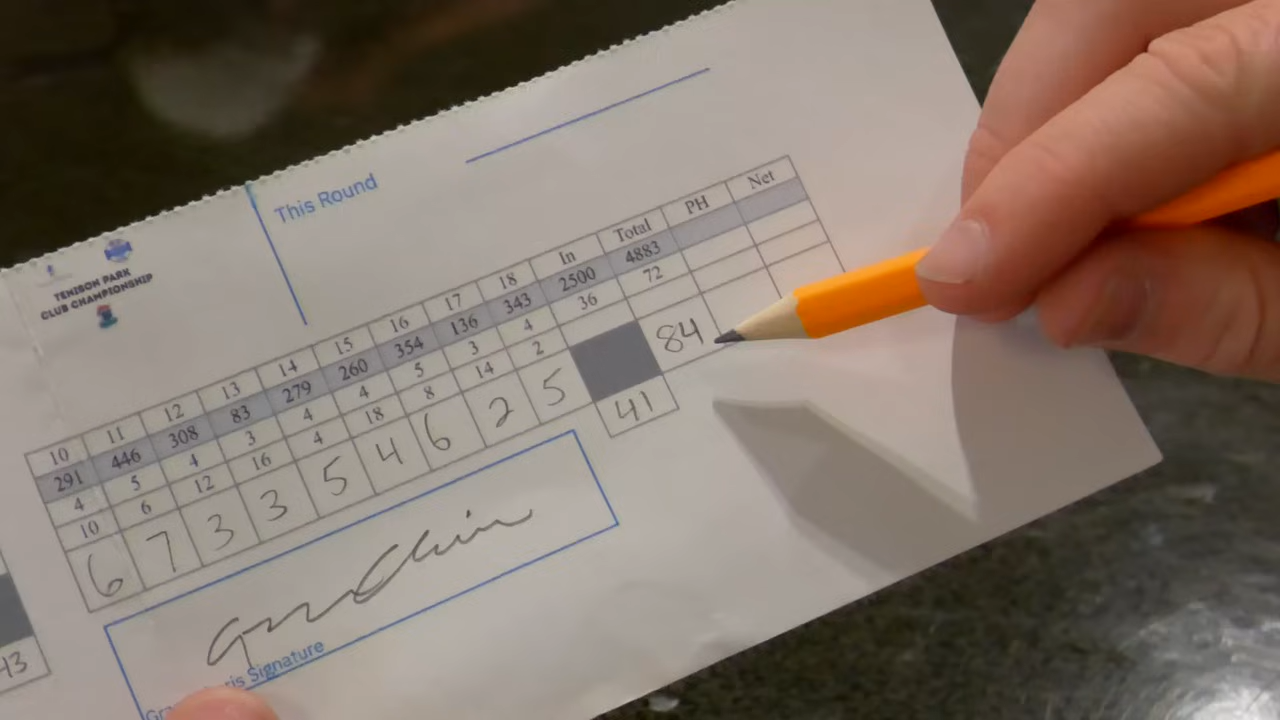 This Round
TENISON PARK
CLUB CHAMPIONSHIP
10 11 12 13 14 15 16 17 18 In Total PH Net
291 446 308 83 279 260 354 136 343 2500 4883
4 5 4 3 4 4 5 3 4 36 72
10 6 12 16 4 18 8 14 2
6 7 3 3 5 4 6 2 5 84
41
43
ris Signature